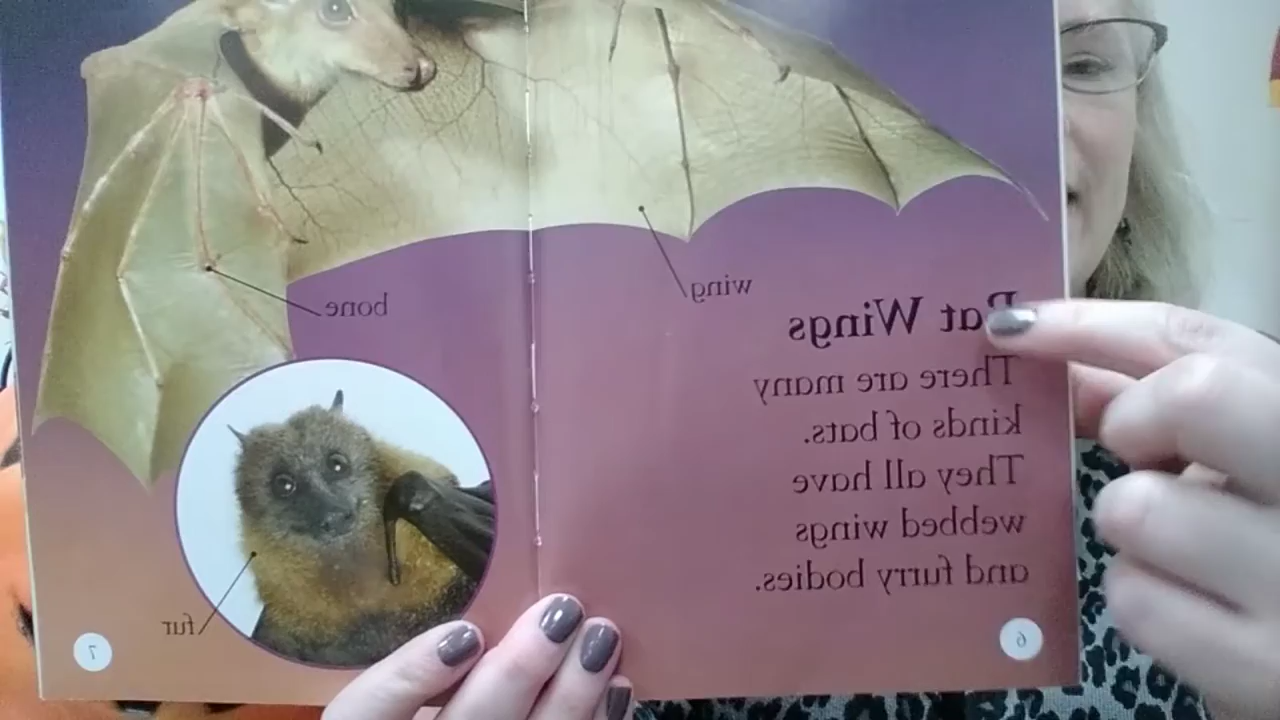 wing
Bat Wings
There are many
kinds of bats.
They all have
webbed wings
and furry bodies.
6
bone
fur
7